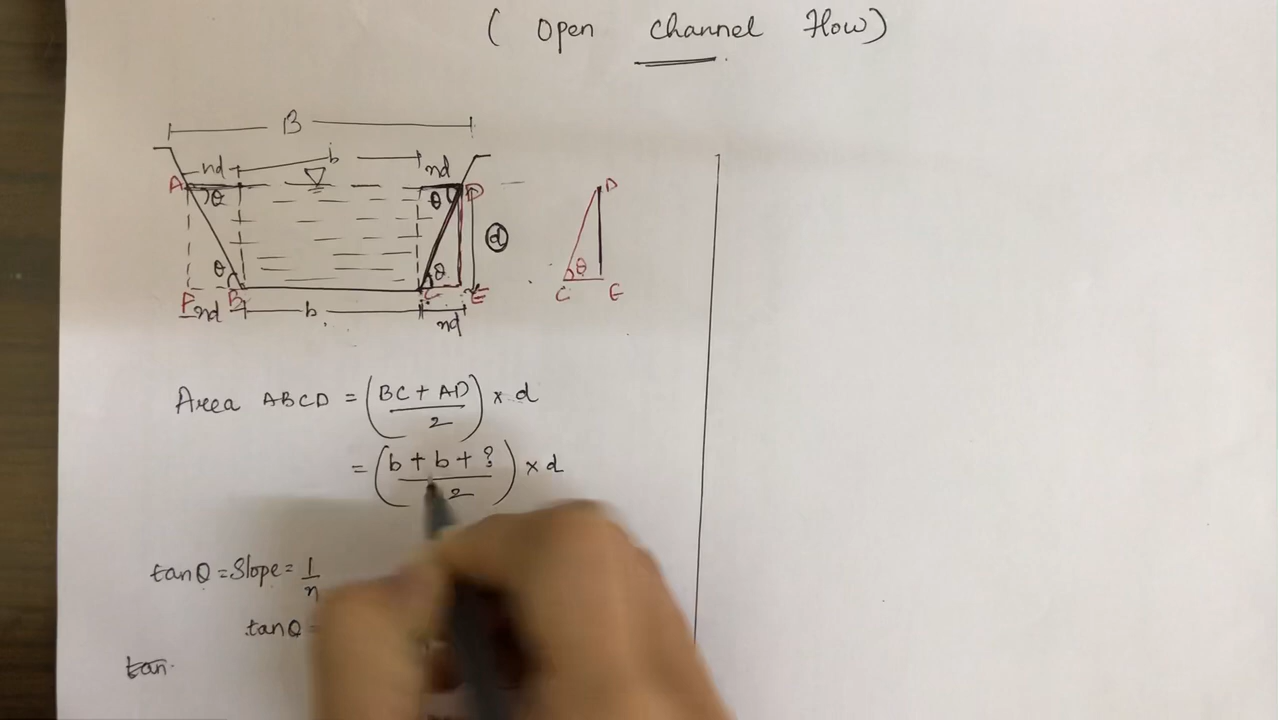 ( Open channel flow)
B
nd b nd
A θ θ D
d
θ θ
P B C E
nd b nd
D
θ
C E
Area ABCD = (BC + AD / 2) × d
= (b + b + ? / 2) × d
tanθ = Slope = 1/n
tanθ =
tan